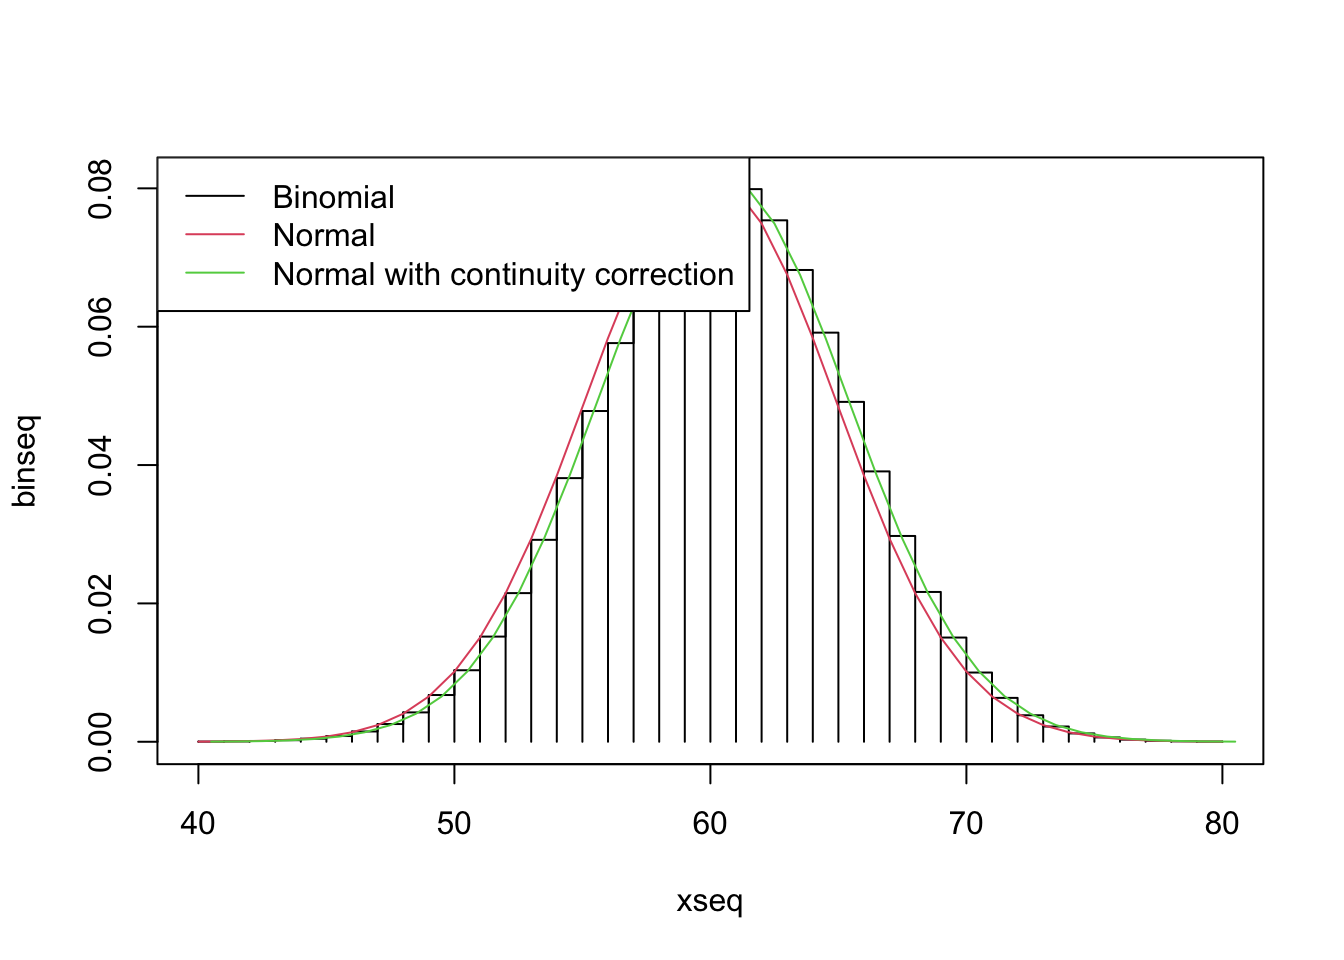 Binomial
Normal
Normal with continuity correction
0.08
0.06
0.04
0.02
0.00
binseq
40 50 60 70 80
xseq